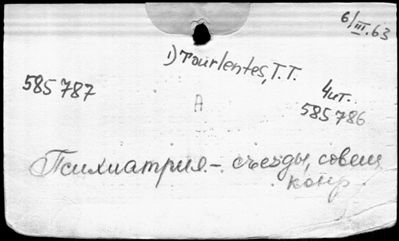 6/III.63
1) Tourlentes, T.T.
585787
Чит.
A
585786
Психиатрия. - съезды, совещ
конф